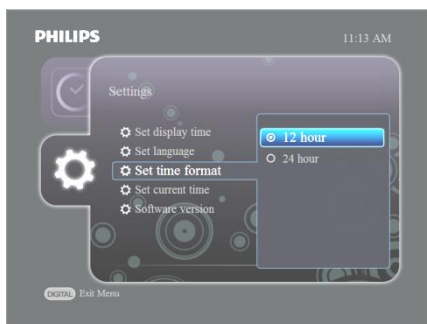 PHILIPS
11:13 AM
Settings
Set display time
Set language
Set time format
Set current time
Software version
12 hour
24 hour
DIGITAL Exit Menu